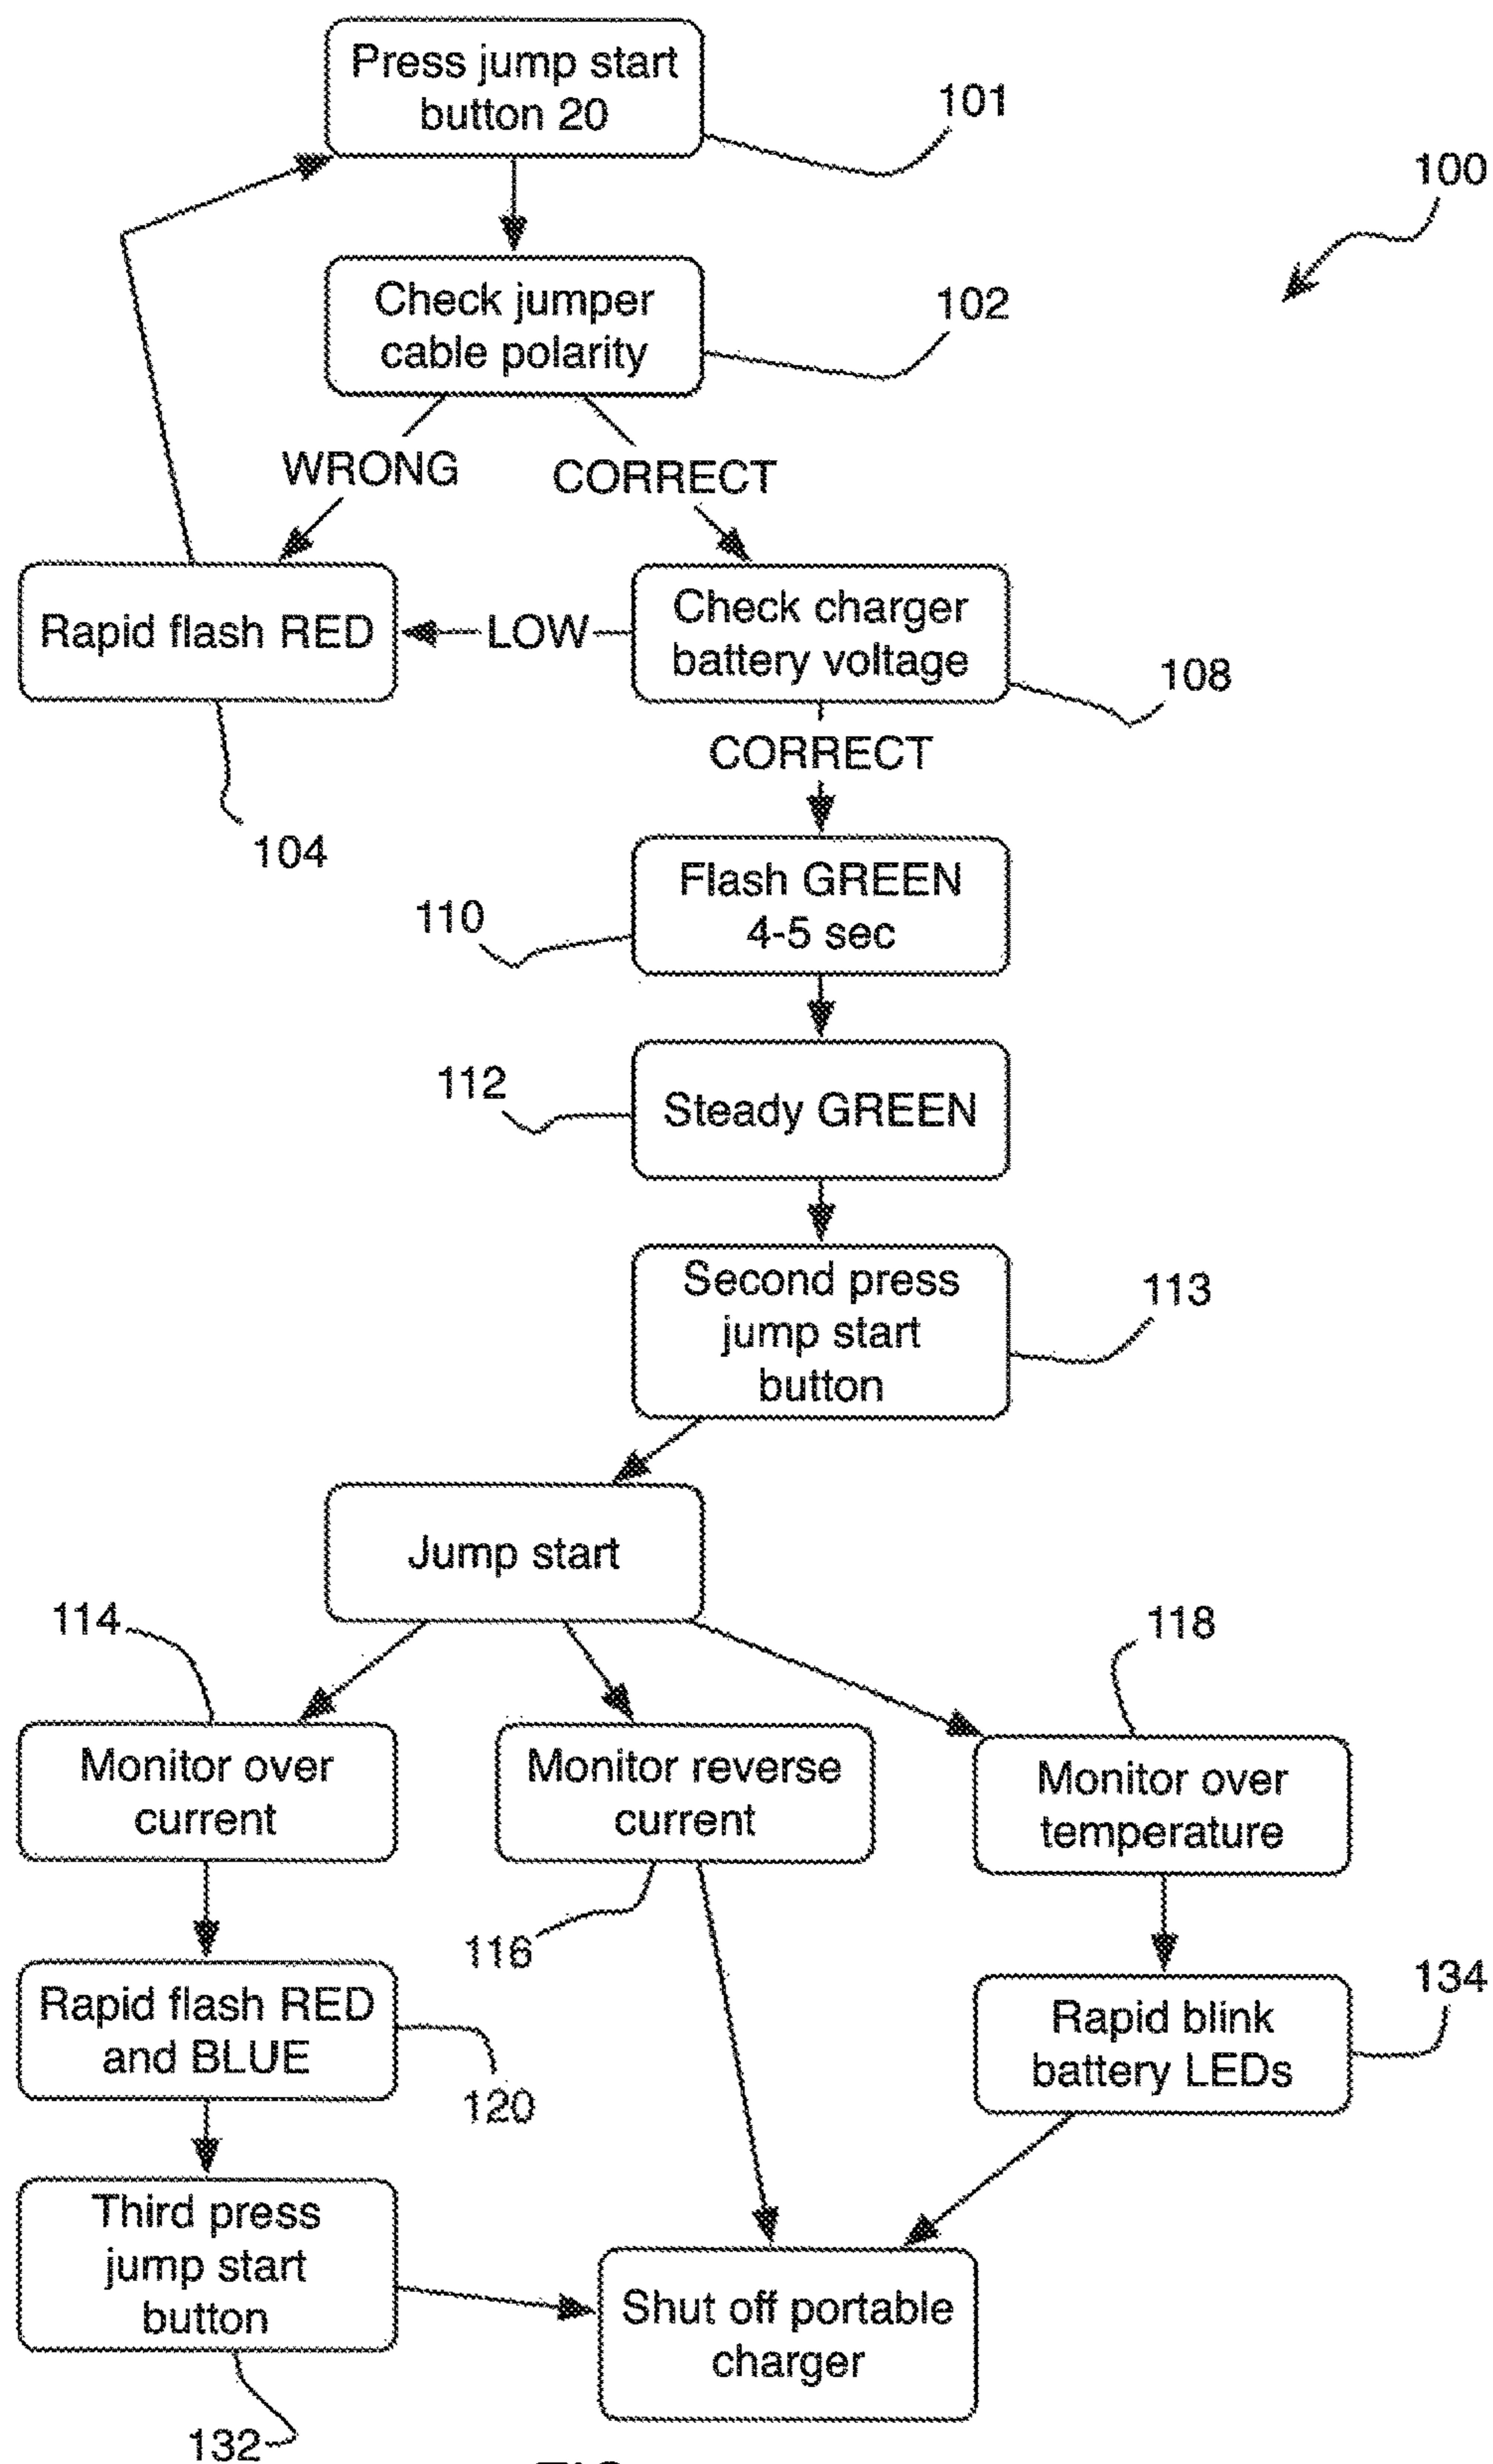 Press jump start
button 20
101
100
Check jumper
cable polarity
102
WRONG
CORRECT
Rapid flash RED
LOW
Check charger
battery voltage
108
104
CORRECT
Flash GREEN
4-5 sec
110
112
Steady GREEN
Second press
jump start
button
113
Jump start
114
118
Monitor over
current
Monitor reverse
current
Monitor over
temperature
116
134
Rapid flash RED
and BLUE
Rapid blink
battery LEDs
120
Third press
jump start
button
Shut off portable
charger
132